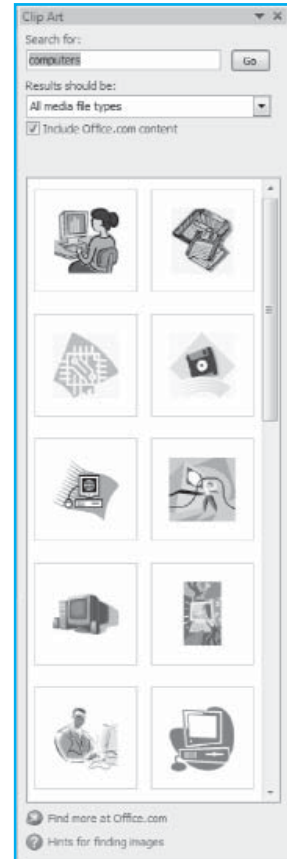 Clip Art
Search for:
computers
Go
Results should be:
All media file types
Include Office.com content
Find more at Office.com
Hints for finding images